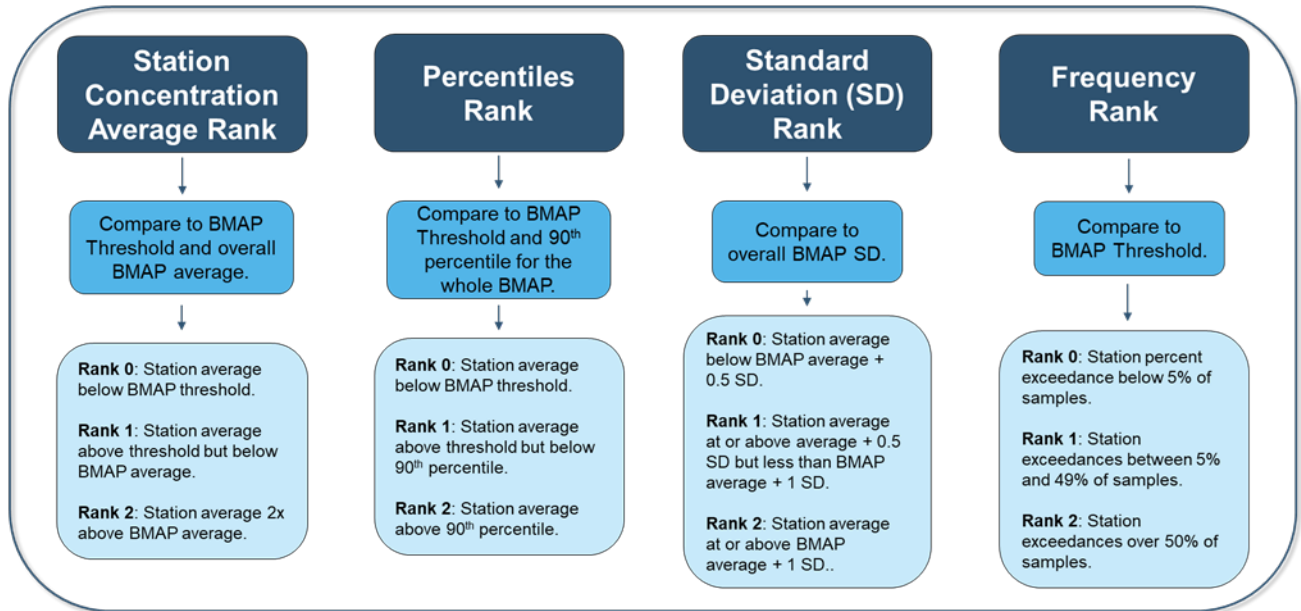 Station
Concentration
Average Rank
Compare to BMAP
Threshold and overall
BMAP average.
Rank 0: Station average
below BMAP threshold.
Rank 1: Station average
above threshold but below
BMAP average.
Rank 2: Station average 2x
above BMAP average.
Percentiles
Rank
Compare to BMAP
Threshold and 90th
percentile for the
whole BMAP.
Rank 0: Station average
below BMAP threshold.
Rank 1: Station average
above threshold but below
90th percentile.
Rank 2: Station average
above 90th percentile.
Standard
Deviation (SD)
Rank
Compare to
overall BMAP SD.
Rank 0: Station average
below BMAP average +
0.5 SD.
Rank 1: Station average
at or above average + 0.5
SD but less than BMAP
average + 1 SD.
Rank 2: Station average
at or above BMAP
average + 1 SD..
Frequency
Rank
Compare to
BMAP Threshold.
Rank 0: Station percent
exceedance below 5% of
samples.
Rank 1: Station
exceedances between 5%
and 49% of samples.
Rank 2: Station
exceedances over 50% of
samples.